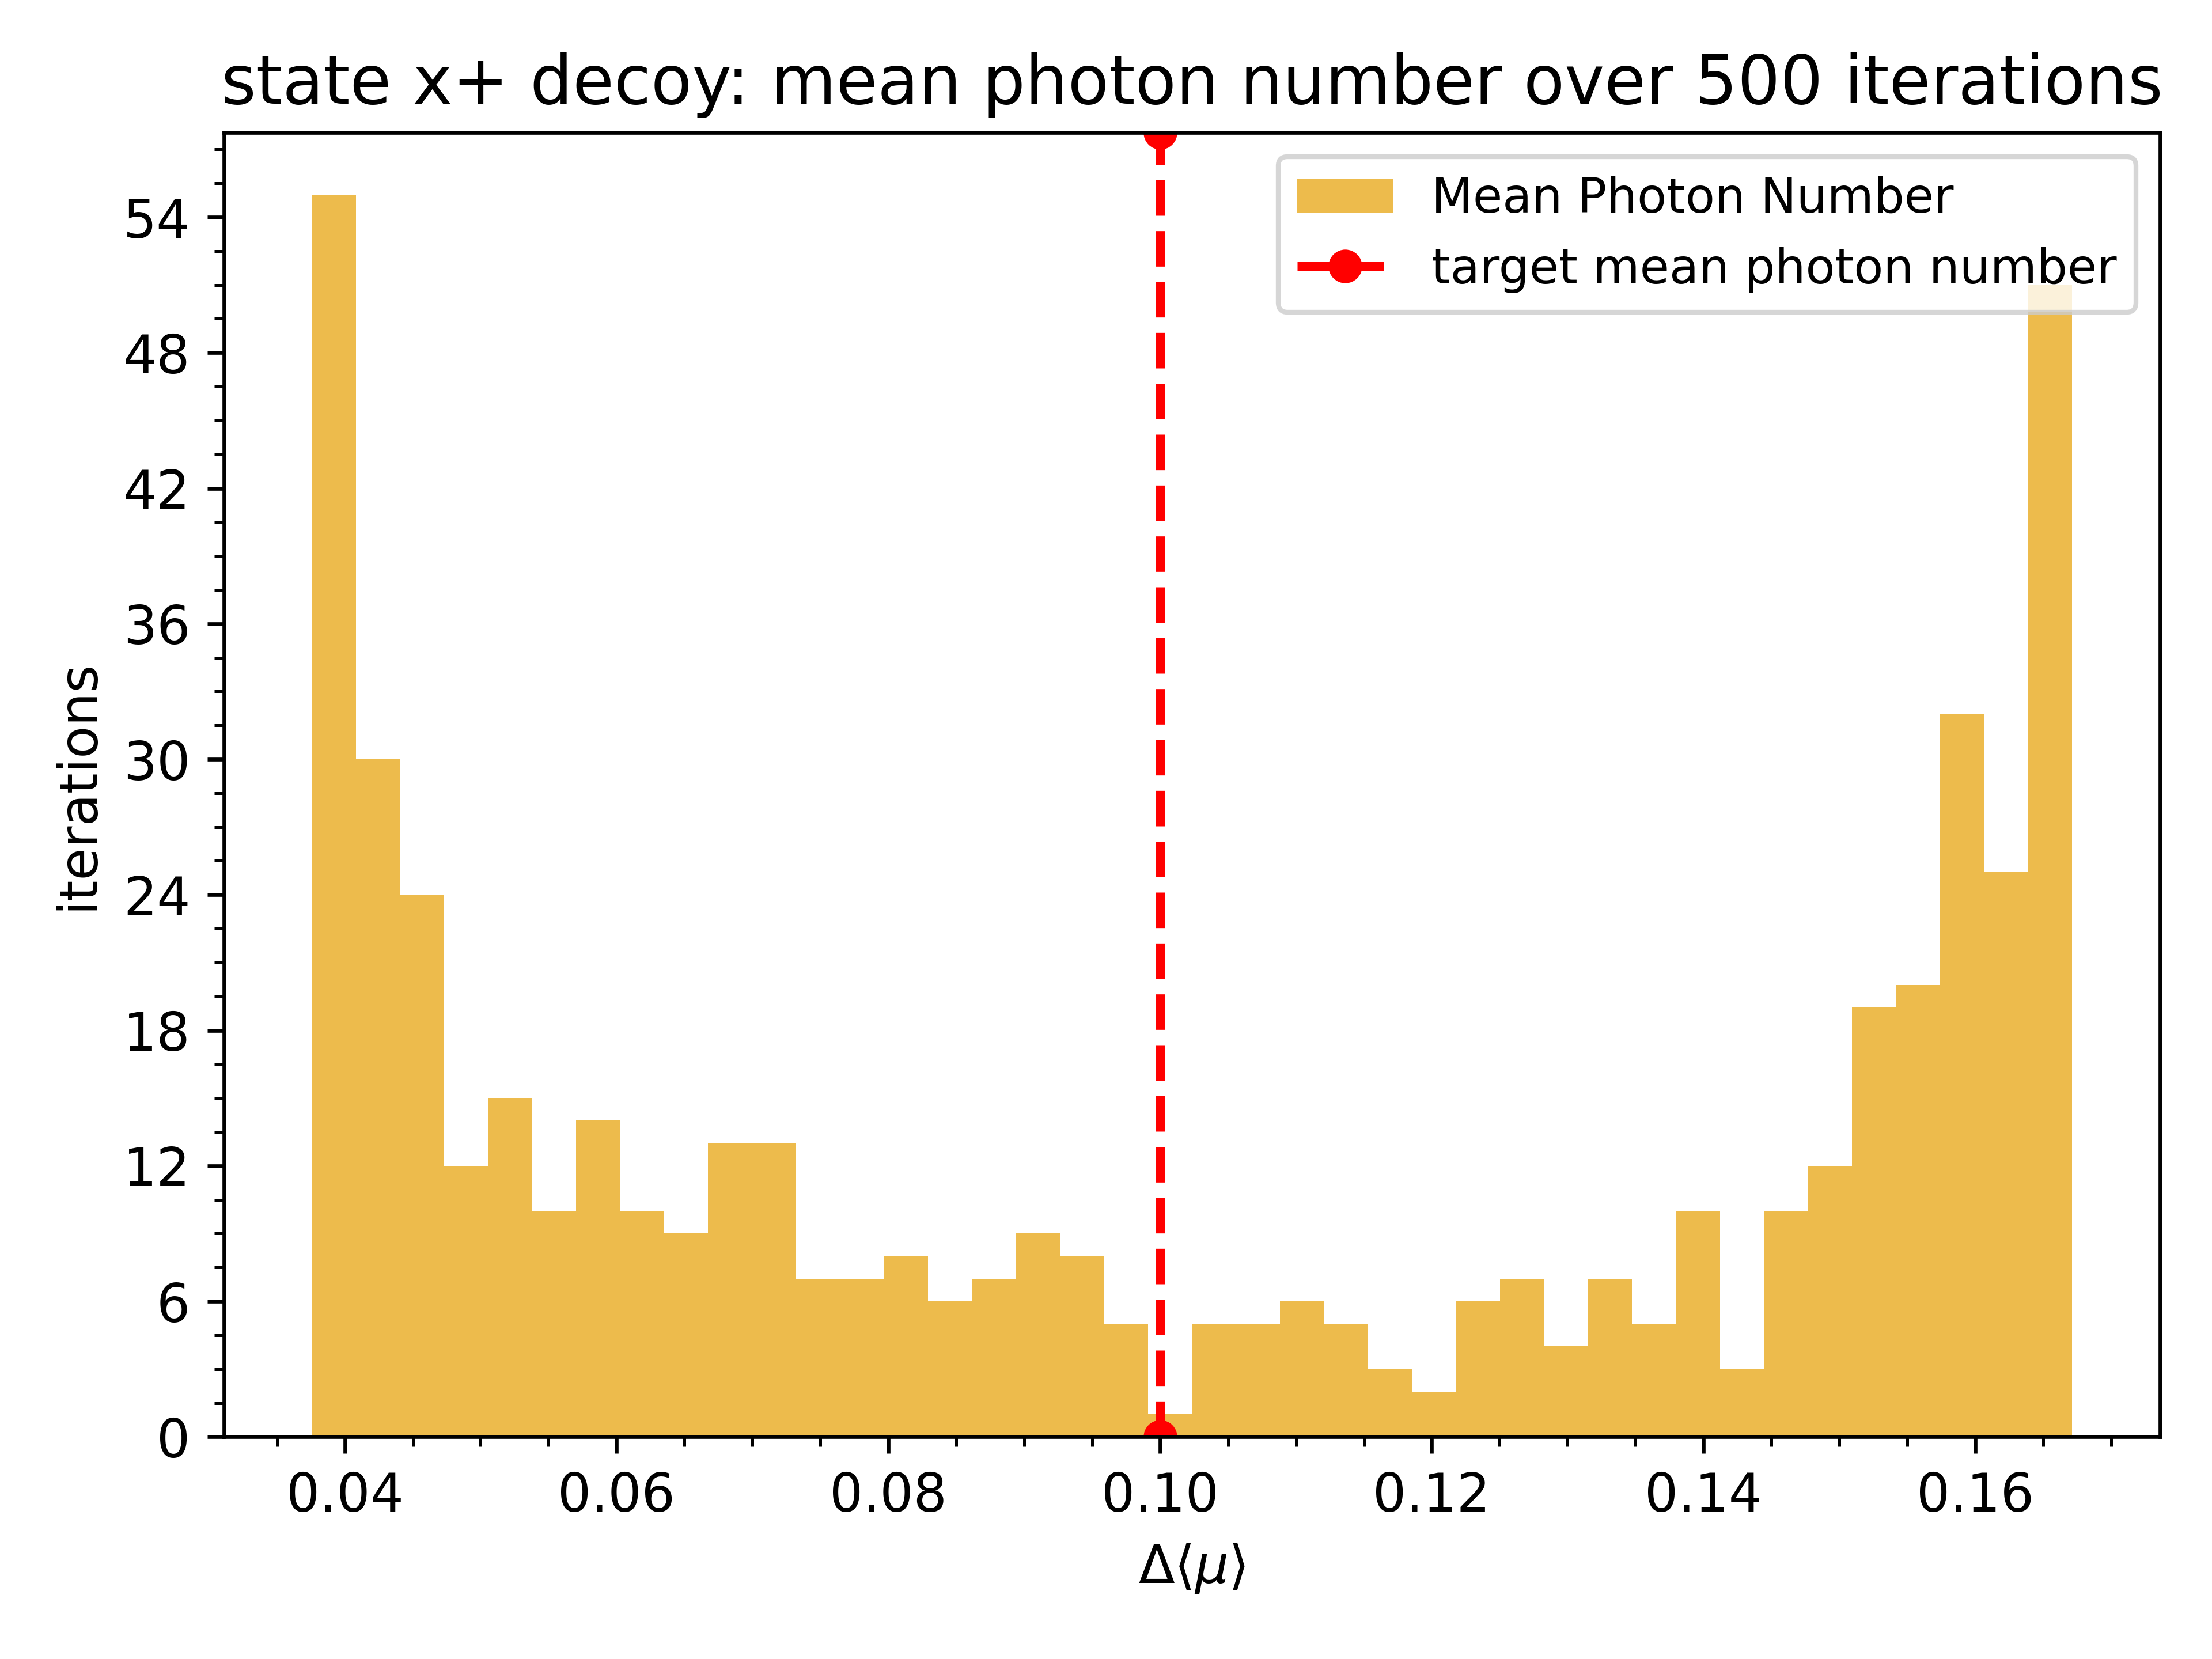 state x+ decoy: mean photon number over 500 iterations
Mean Photon Number
target mean photon number
54
48
42
36
30
24
18
12
6
0
iterations
0.04 0.06 0.08 0.10 0.12 0.14 0.16
Δ⟨μ⟩